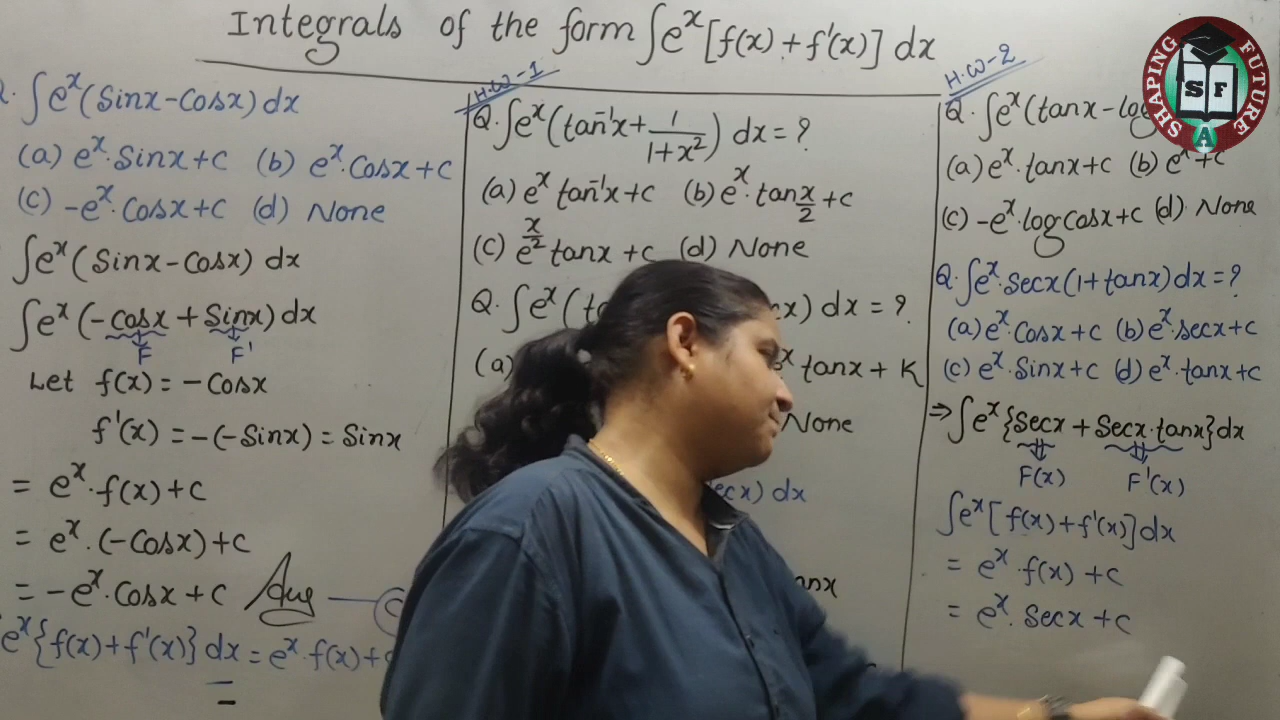 Integrals of the form ∫eˣ[f(x)+f'(x)] dx
∫eˣ(Sinx-Cosx) dx
(a) eˣ.Sinx+c (b) eˣ.Cosx+c
(c) -eˣ.Cosx+c (d) None
∫eˣ(Sinx-Cosx) dx
∫eˣ(-cosx + Sinx) dx
F F'
Let f(x) = -Cosx
f'(x) = -(-Sinx) = Sinx
= eˣ.f(x)+c
= eˣ.(-Cosx)+c
= -eˣ.Cosx+c Ans C
eˣ{f(x)+f'(x)} dx = eˣ.f(x)+c
H.W-1
Q. ∫eˣ(tan⁻¹x + 1/(1+x²)) dx = ?
(a) eˣ tan⁻¹x+c (b) eˣ.tan x/2 +c
(c) e^(x/2) tanx + c (d) None
Q. ∫eˣ( x) dx = ?
(a) tanx + K
None
ecx) dx
H.W-2
Q. ∫eˣ(tanx-log
(a) eˣ.tanx+c (b) eˣ+c
(c) -eˣ.logcosx+c (d) None
Q. ∫eˣ.Secx(1+tanx) dx = ?
(a) eˣ.Cosx+c (b) eˣ.secx+c
(c) eˣ.Sinx+c (d) eˣ.tanx+c
⇒ ∫eˣ{Secx + Secx.tanx}dx
F(x) F'(x)
∫eˣ[f(x)+f'(x)]dx
= eˣ.f(x)+c
= eˣ.Secx+c
SHAPING FUTURE
S F
A